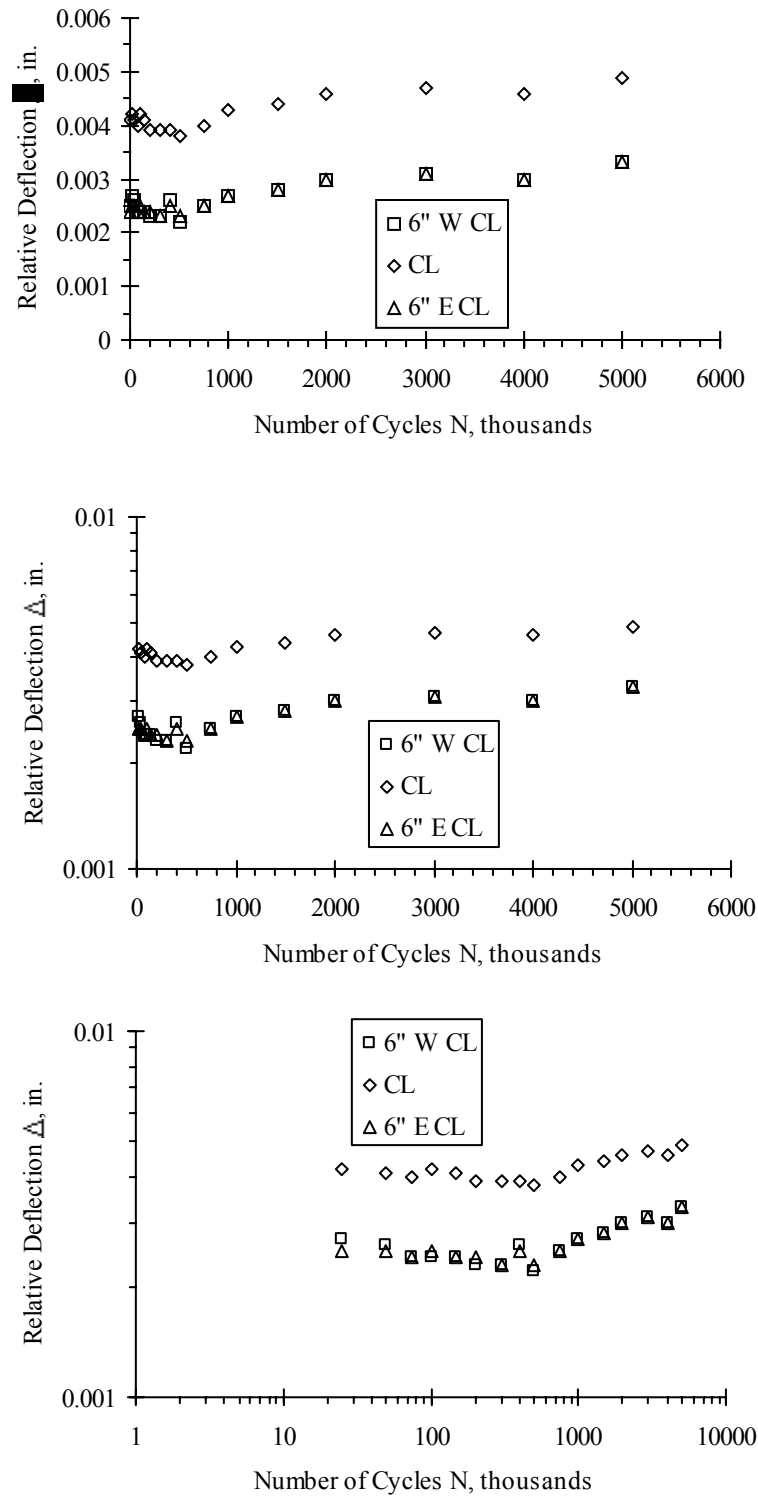 0.006
0.005
0.004
0.003
0.002
0.001
0
Relative Deflection , in.
6" W CL
CL
6" E CL
0 1000 2000 3000 4000 5000 6000
Number of Cycles N, thousands
0.01
0.001
Relative Deflection Δ, in.
6" W CL
CL
6" E CL
0 1000 2000 3000 4000 5000 6000
Number of Cycles N, thousands
0.01
0.001
Relative Deflection Δ, in.
6" W CL
CL
6" E CL
1 10 100 1000 10000
Number of Cycles N, thousands